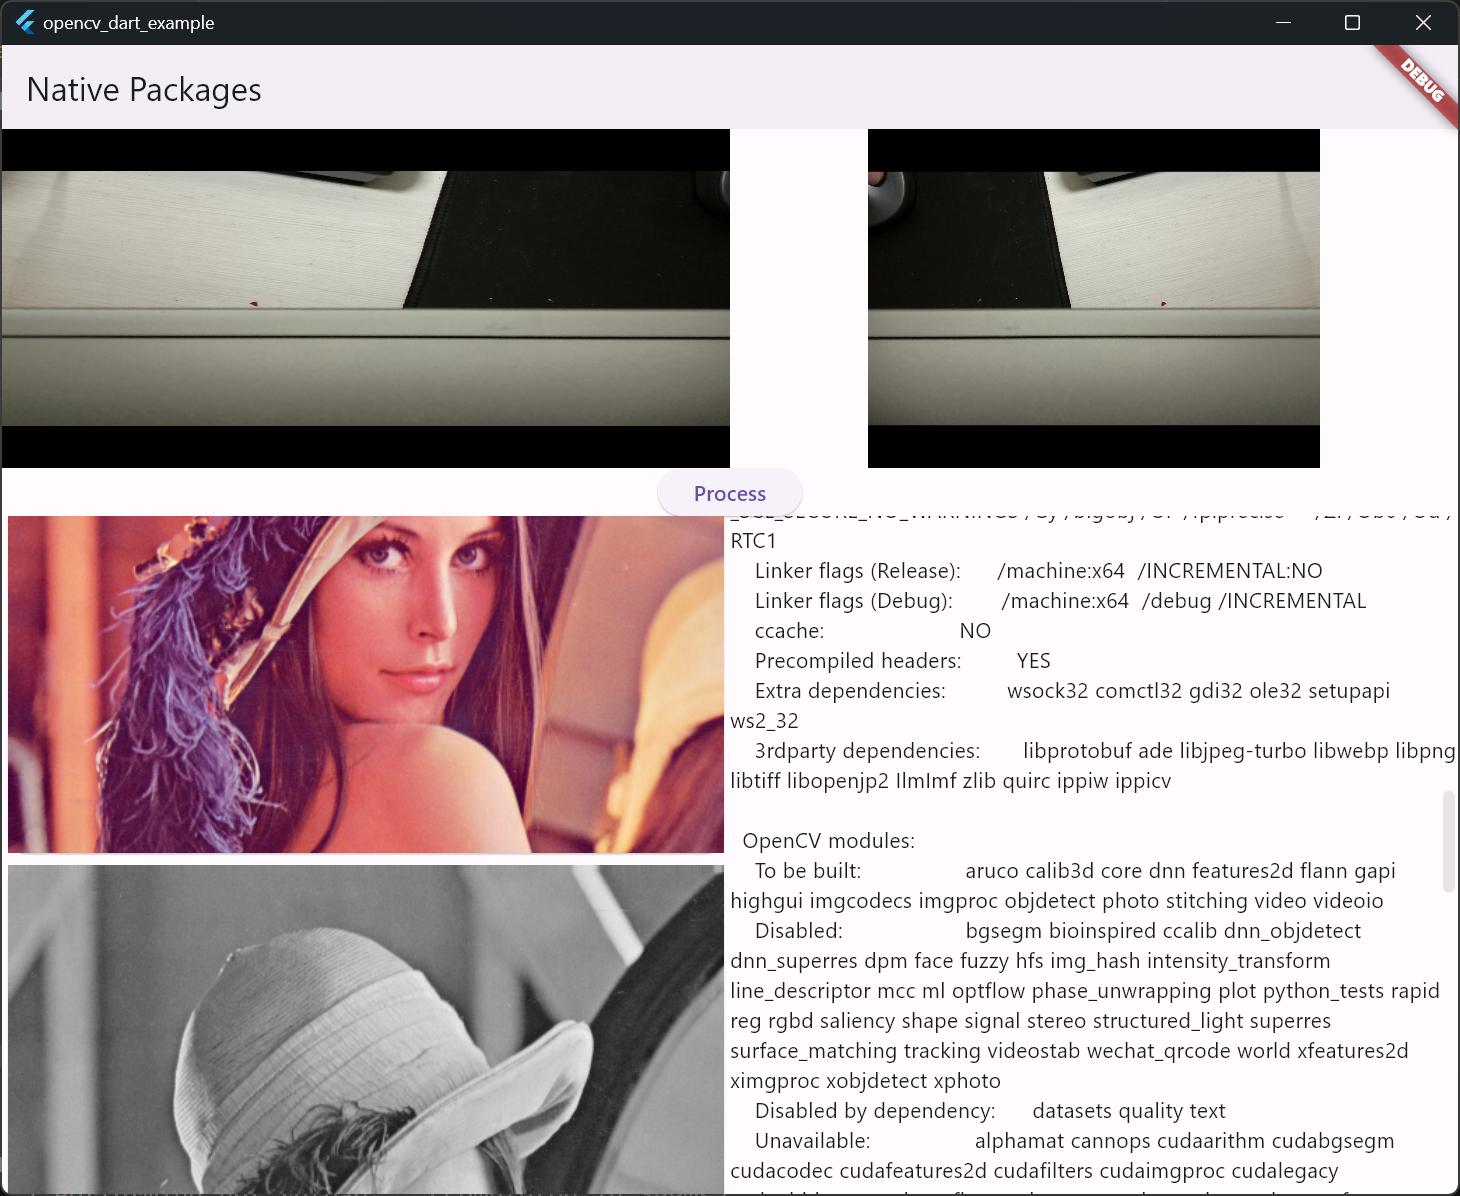 opencv_dart_example
Native Packages
DEBUG
Process
RTC1
Linker flags (Release): /machine:x64 /INCREMENTAL:NO
Linker flags (Debug): /machine:x64 /debug /INCREMENTAL
ccache: NO
Precompiled headers: YES
Extra dependencies: wsock32 comctl32 gdi32 ole32 setupapi
ws2_32
3rdparty dependencies: libprotobuf ade libjpeg-turbo libwebp libpng
libtiff libopenjp2 IlmImf zlib quirc ippiw ippicv
OpenCV modules:
To be built: aruco calib3d core dnn features2d flann gapi
highgui imgcodecs imgproc objdetect photo stitching video videoio
Disabled: bgsegm bioinspired ccalib dnn_objdetect
dnn_superres dpm face fuzzy hfs img_hash intensity_transform
line_descriptor mcc ml optflow phase_unwrapping plot python_tests rapid
reg rgbd saliency shape signal stereo structured_light superres
surface_matching tracking videostab wechat_qrcode world xfeatures2d
ximgproc xobjdetect xphoto
Disabled by dependency: datasets quality text
Unavailable: alphamat cannops cudaarithm cudabgsegm
cudacodec cudafeatures2d cudafilters cudaimgproc cudalegacy